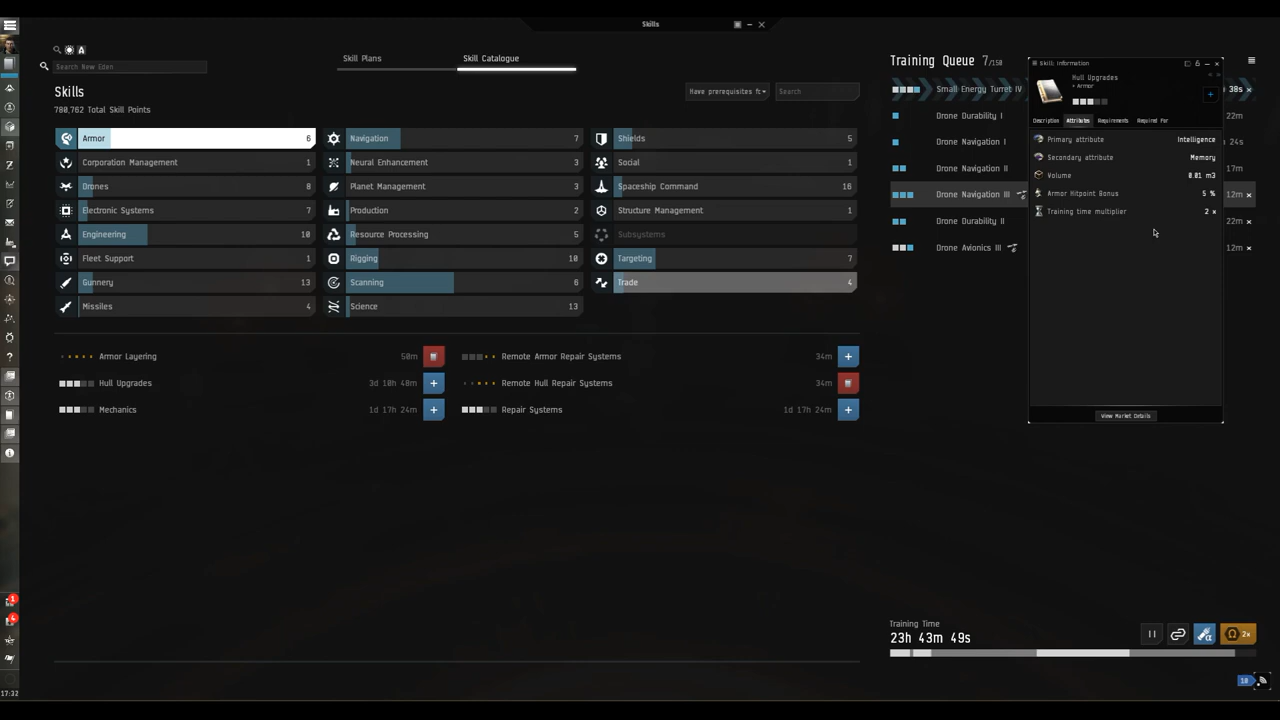 Skills
Skill Plans
Skill Catalogue
Search New Eden
Skills
Have prerequisites f
Search
780,762 Total Skill Points
Armor 6
Navigation 7
Shields 5
Corporation Management 1
Neural Enhancement 3
Social 1
Drones 8
Planet Management 3
Spaceship Command 16
Electronic Systems 7
Production 2
Structure Management 1
Engineering 10
Resource Processing 5
Subsystems
Fleet Support 1
Rigging 10
Targeting 7
Gunnery 13
Scanning 6
Trade 4
Missiles 4
Science 13
Armor Layering 50m
Remote Armor Repair Systems 34m
Hull Upgrades 3d 10h 48m
Remote Hull Repair Systems 34m
Mechanics 1d 17h 24m
Repair Systems 1d 17h 24m
Training Queue 7/150
Small Energy Turret IV 38s
Drone Durability I 22m
Drone Navigation I 24s
Drone Navigation II 17m
Drone Navigation III 12m
Drone Durability II 22m
Drone Avionics III 12m
Skill: Information
Hull Upgrades
Armor
Description Attributes Requirements Required For
Primary attribute Intelligence
Secondary attribute Memory
Volume 0.01 m3
Armor Hitpoint Bonus 5 %
Training time multiplier 2 x
View Market Details
Training Time
23h 43m 49s
2x
10
1
4
17:32